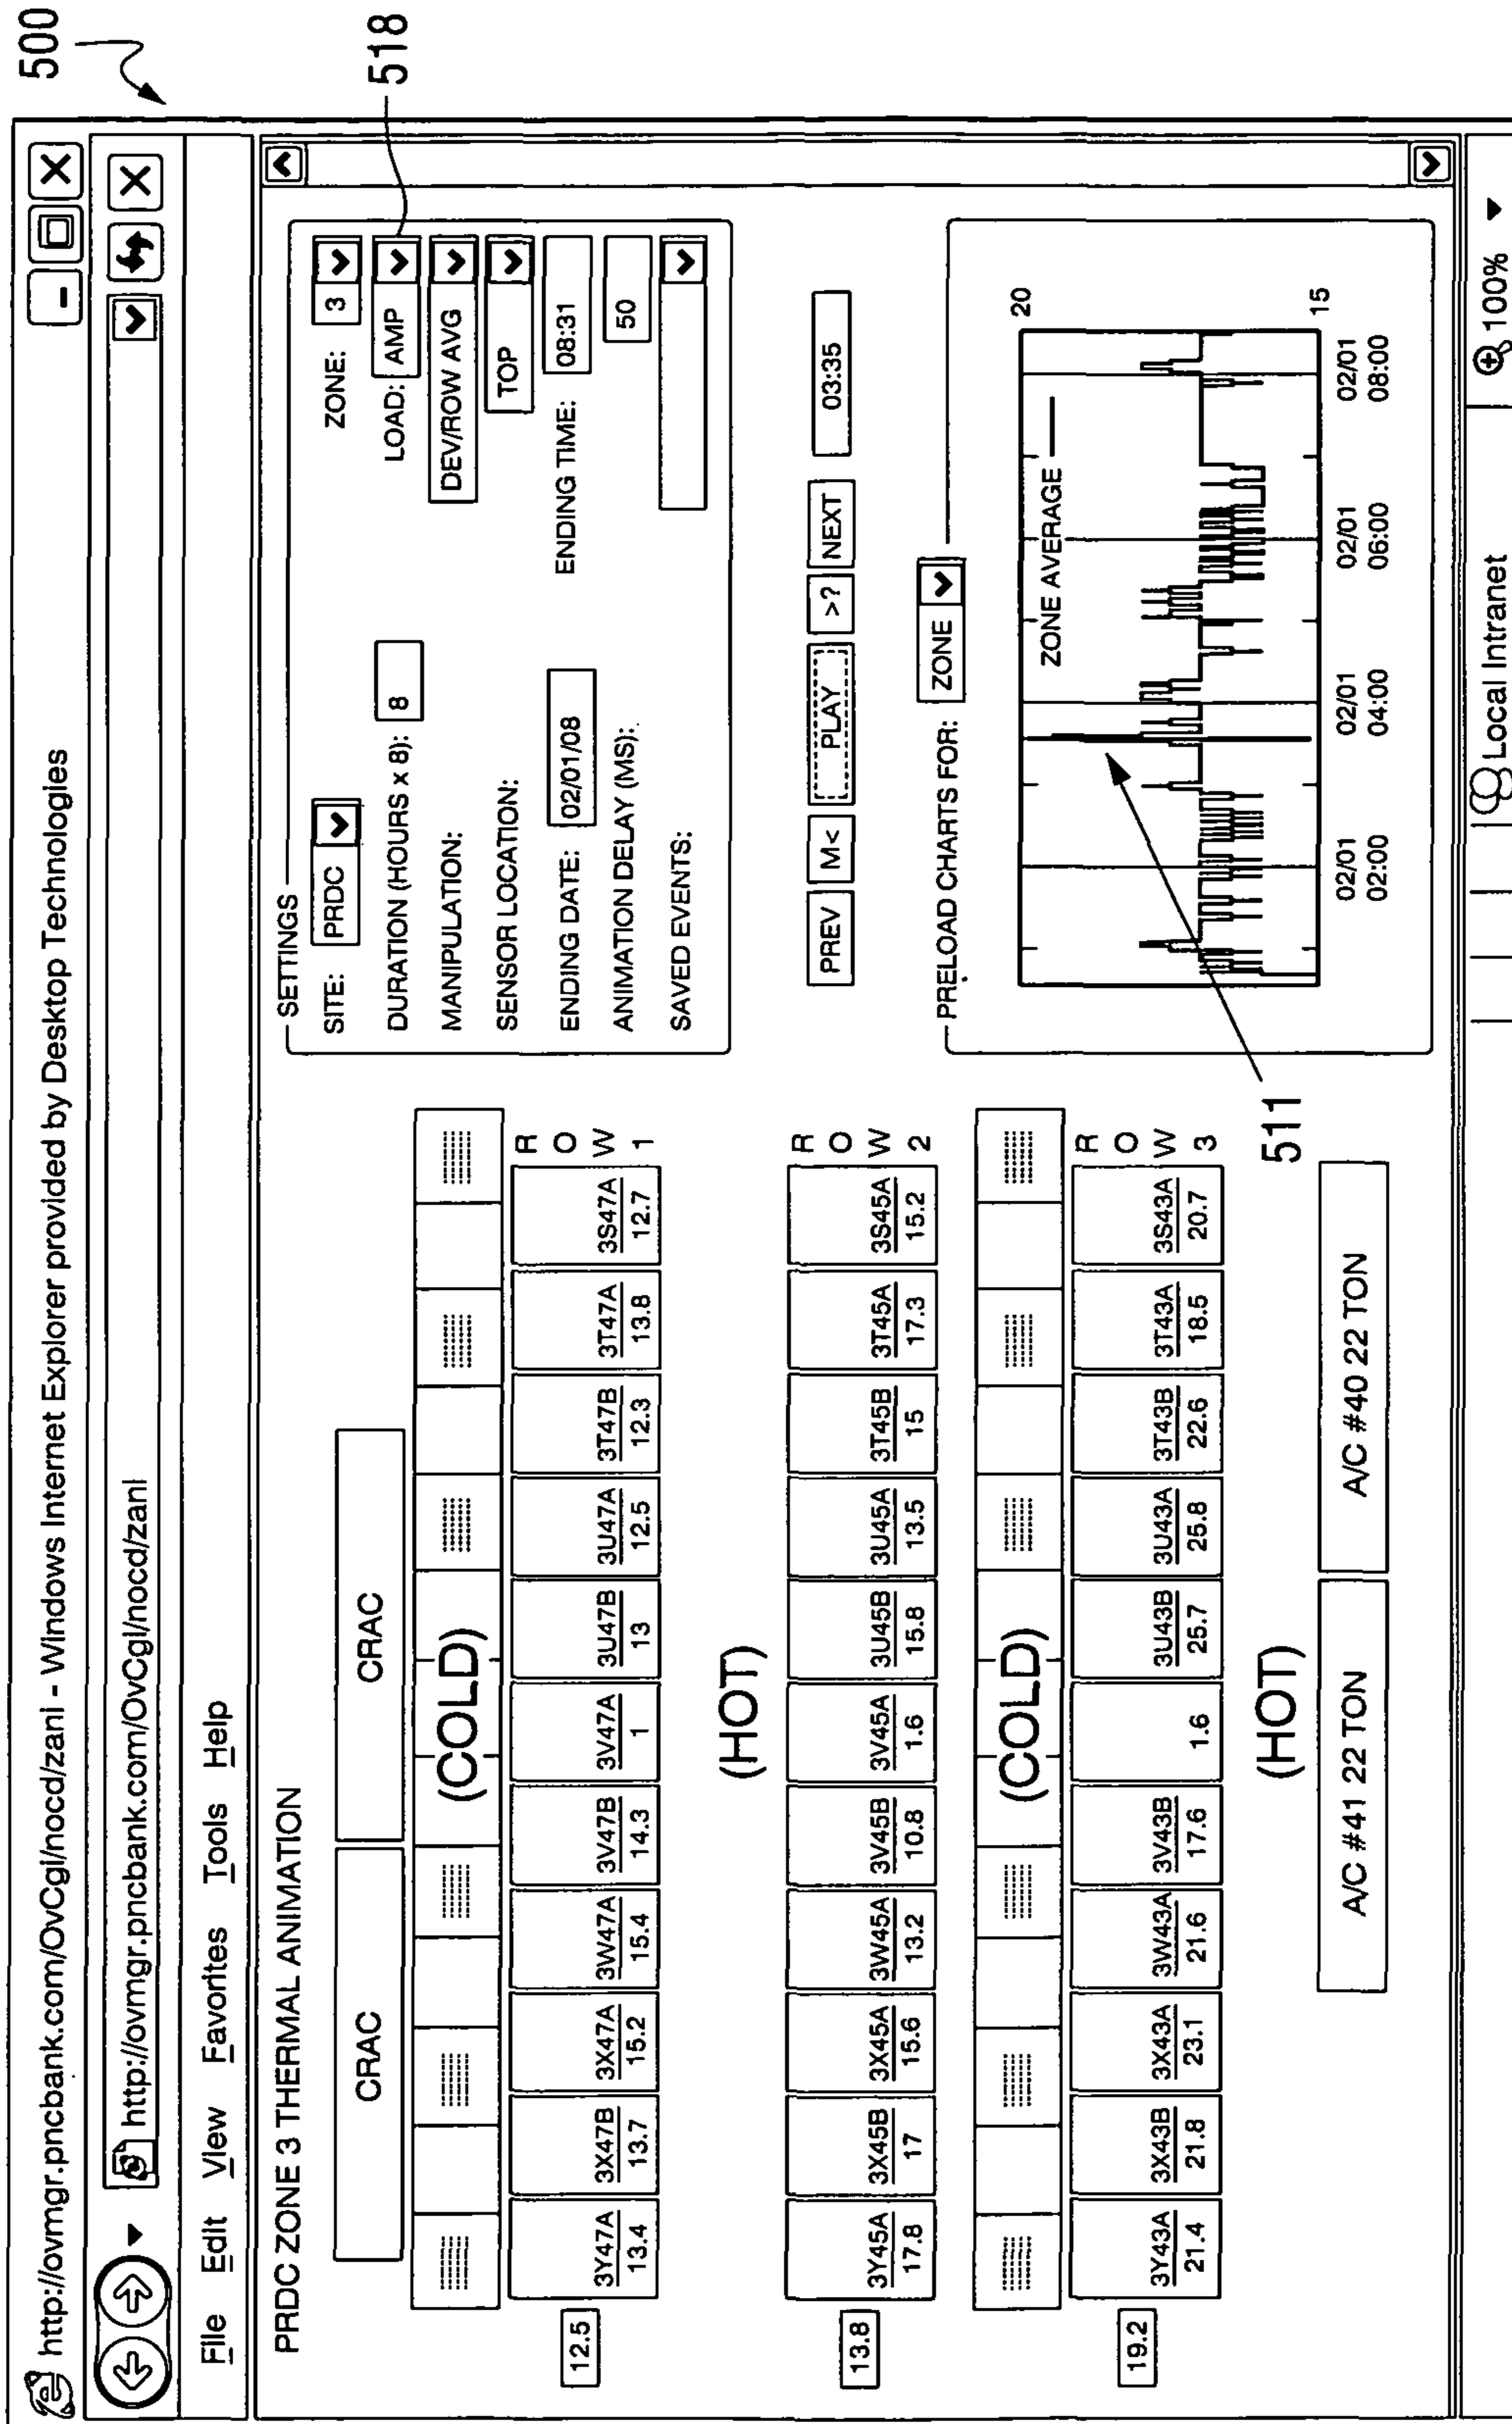 500
http://ovmgr.pncbank.com/OvCgI/nocd/zani - Windows Internet Explorer provided by Desktop Technologies
http://ovmgr.pncbank.com/OvCgI/nocd/zani
File Edit View Favorites Tools Help
PRDC ZONE 3 THERMAL ANIMATION
CRAC CRAC
(COLD)
3Y47A 3X47B 3X47A 3W47A 3V47B 3V47A 3U47B 3U47A 3T47B 3T47A 3S47A
12.5 13.4 13.7 15.2 15.4 14.3 1 13 12.5 12.3 13.8 12.7
ROW 1
(HOT)
3Y45A 3X45B 3X45A 3W45A 3V45B 3V45A 3U45B 3U45A 3T45B 3T45A 3S45A
13.8 17.8 17 15.6 13.2 10.8 1.6 15.8 13.5 15 17.3 15.2
ROW 2
(COLD)
3Y43A 3X43B 3X43A 3W43A 3V43B 3U43B 3U43A 3T43B 3T43A 3S43A
19.2 21.4 21.8 23.1 21.6 17.6 1.6 25.7 25.8 22.6 18.5 20.7
ROW 3
(HOT)
A/C #41 22 TON A/C #40 22 TON
SETTINGS
SITE: PRDC ZONE: 3
DURATION (HOURS x 8): 8 LOAD: AMP
518
MANIPULATION: DEV/ROW AVG
SENSOR LOCATION: TOP
ENDING DATE: 02/01/08 ENDING TIME: 08:31
ANIMATION DELAY (MS): 50
SAVED EVENTS:
PREV M< PLAY >? NEXT 03:35
PRELOAD CHARTS FOR: ZONE
20
ZONE AVERAGE
15
02/01 02/01 02/01 02/01
02:00 04:00 06:00 08:00
511
Local Intranet 100%